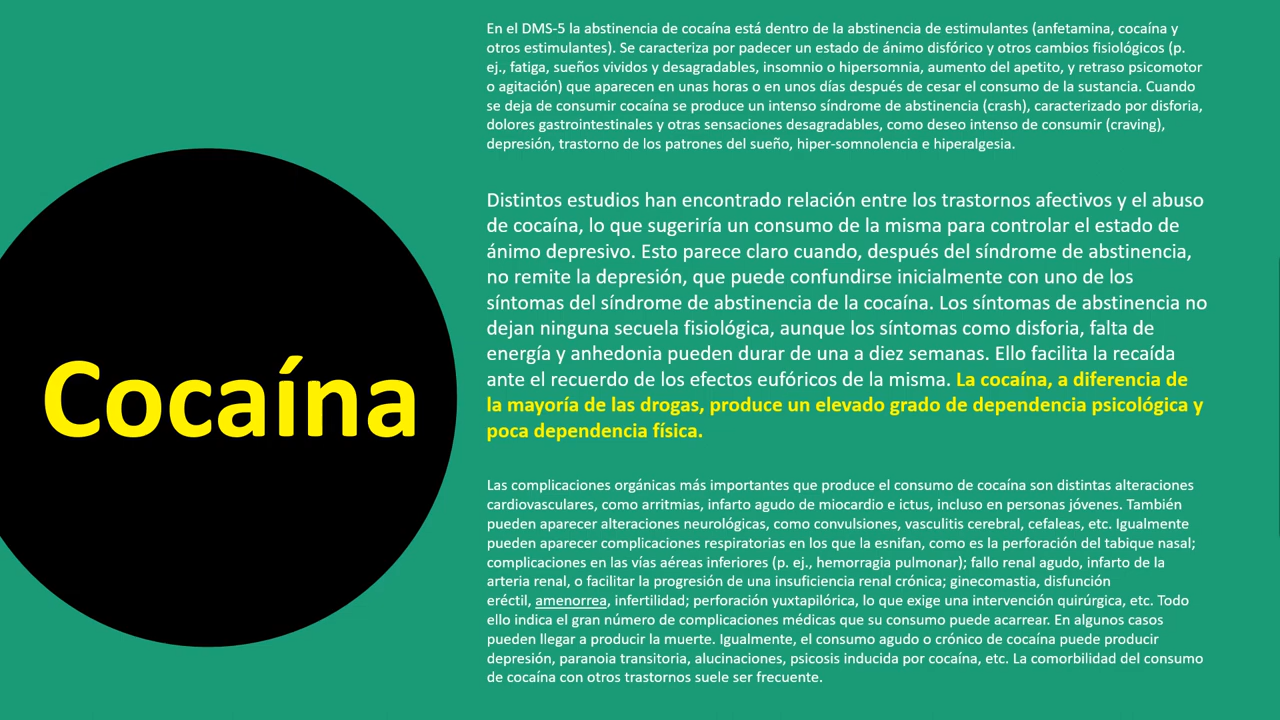 Cocaína
En el DMS-5 la abstinencia de cocaína está dentro de la abstinencia de estimulantes (anfetamina, cocaína y
otros estimulantes). Se caracteriza por padecer un estado de ánimo disfórico y otros cambios fisiológicos (p.
ej., fatiga, sueños vividos y desagradables, insomnio o hipersomnia, aumento del apetito, y retraso psicomotor
o agitación) que aparecen en unas horas o en unos días después de cesar el consumo de la sustancia. Cuando
se deja de consumir cocaína se produce un intenso síndrome de abstinencia (crash), caracterizado por disforia,
dolores gastrointestinales y otras sensaciones desagradables, como deseo intenso de consumir (craving),
depresión, trastorno de los patrones del sueño, hiper-somnolencia e hiperalgesia.
Distintos estudios han encontrado relación entre los trastornos afectivos y el abuso
de cocaína, lo que sugeriría un consumo de la misma para controlar el estado de
ánimo depresivo. Esto parece claro cuando, después del síndrome de abstinencia,
no remite la depresión, que puede confundirse inicialmente con uno de los
síntomas del síndrome de abstinencia de la cocaína. Los síntomas de abstinencia no
dejan ninguna secuela fisiológica, aunque los síntomas como disforia, falta de
energía y anhedonia pueden durar de una a diez semanas. Ello facilita la recaída
ante el recuerdo de los efectos eufóricos de la misma. La cocaína, a diferencia de
la mayoría de las drogas, produce un elevado grado de dependencia psicológica y
poca dependencia física.
Las complicaciones orgánicas más importantes que produce el consumo de cocaína son distintas alteraciones
cardiovasculares, como arritmias, infarto agudo de miocardio e ictus, incluso en personas jóvenes. También
pueden aparecer alteraciones neurológicas, como convulsiones, vasculitis cerebral, cefaleas, etc. Igualmente
pueden aparecer complicaciones respiratorias en los que la esnifan, como es la perforación del tabique nasal;
complicaciones en las vías aéreas inferiores (p. ej., hemorragia pulmonar); fallo renal agudo, infarto de la
arteria renal, o facilitar la progresión de una insuficiencia renal crónica; ginecomastia, disfunción
eréctil, amenorrea, infertilidad; perforación yuxtapilórica, lo que exige una intervención quirúrgica, etc. Todo
ello indica el gran número de complicaciones médicas que su consumo puede acarrear. En algunos casos
pueden llegar a producir la muerte. Igualmente, el consumo agudo o crónico de cocaína puede producir
depresión, paranoia transitoria, alucinaciones, psicosis inducida por cocaína, etc. La comorbilidad del consumo
de cocaína con otros trastornos suele ser frecuente.